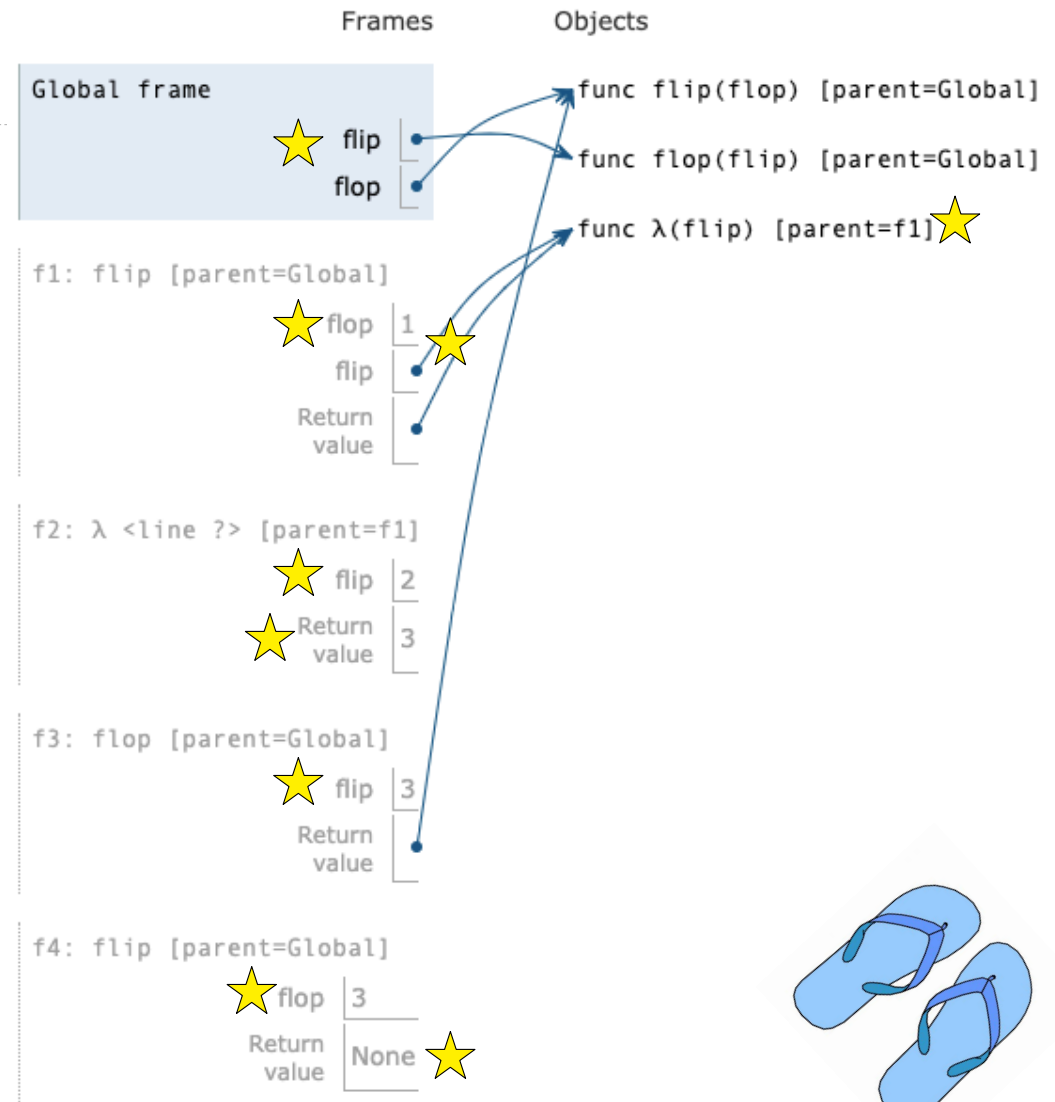 Frames Objects
Global frame
flip
flop
func flip(flop) [parent=Global]
func flop(flip) [parent=Global]
func λ(flip) [parent=f1]
f1: flip [parent=Global]
flop 1
flip
Return
value
f2: λ <line ?> [parent=f1]
flip 2
Return
value 3
f3: flop [parent=Global]
flip 3
Return
value
f4: flip [parent=Global]
flop 3
Return
value None